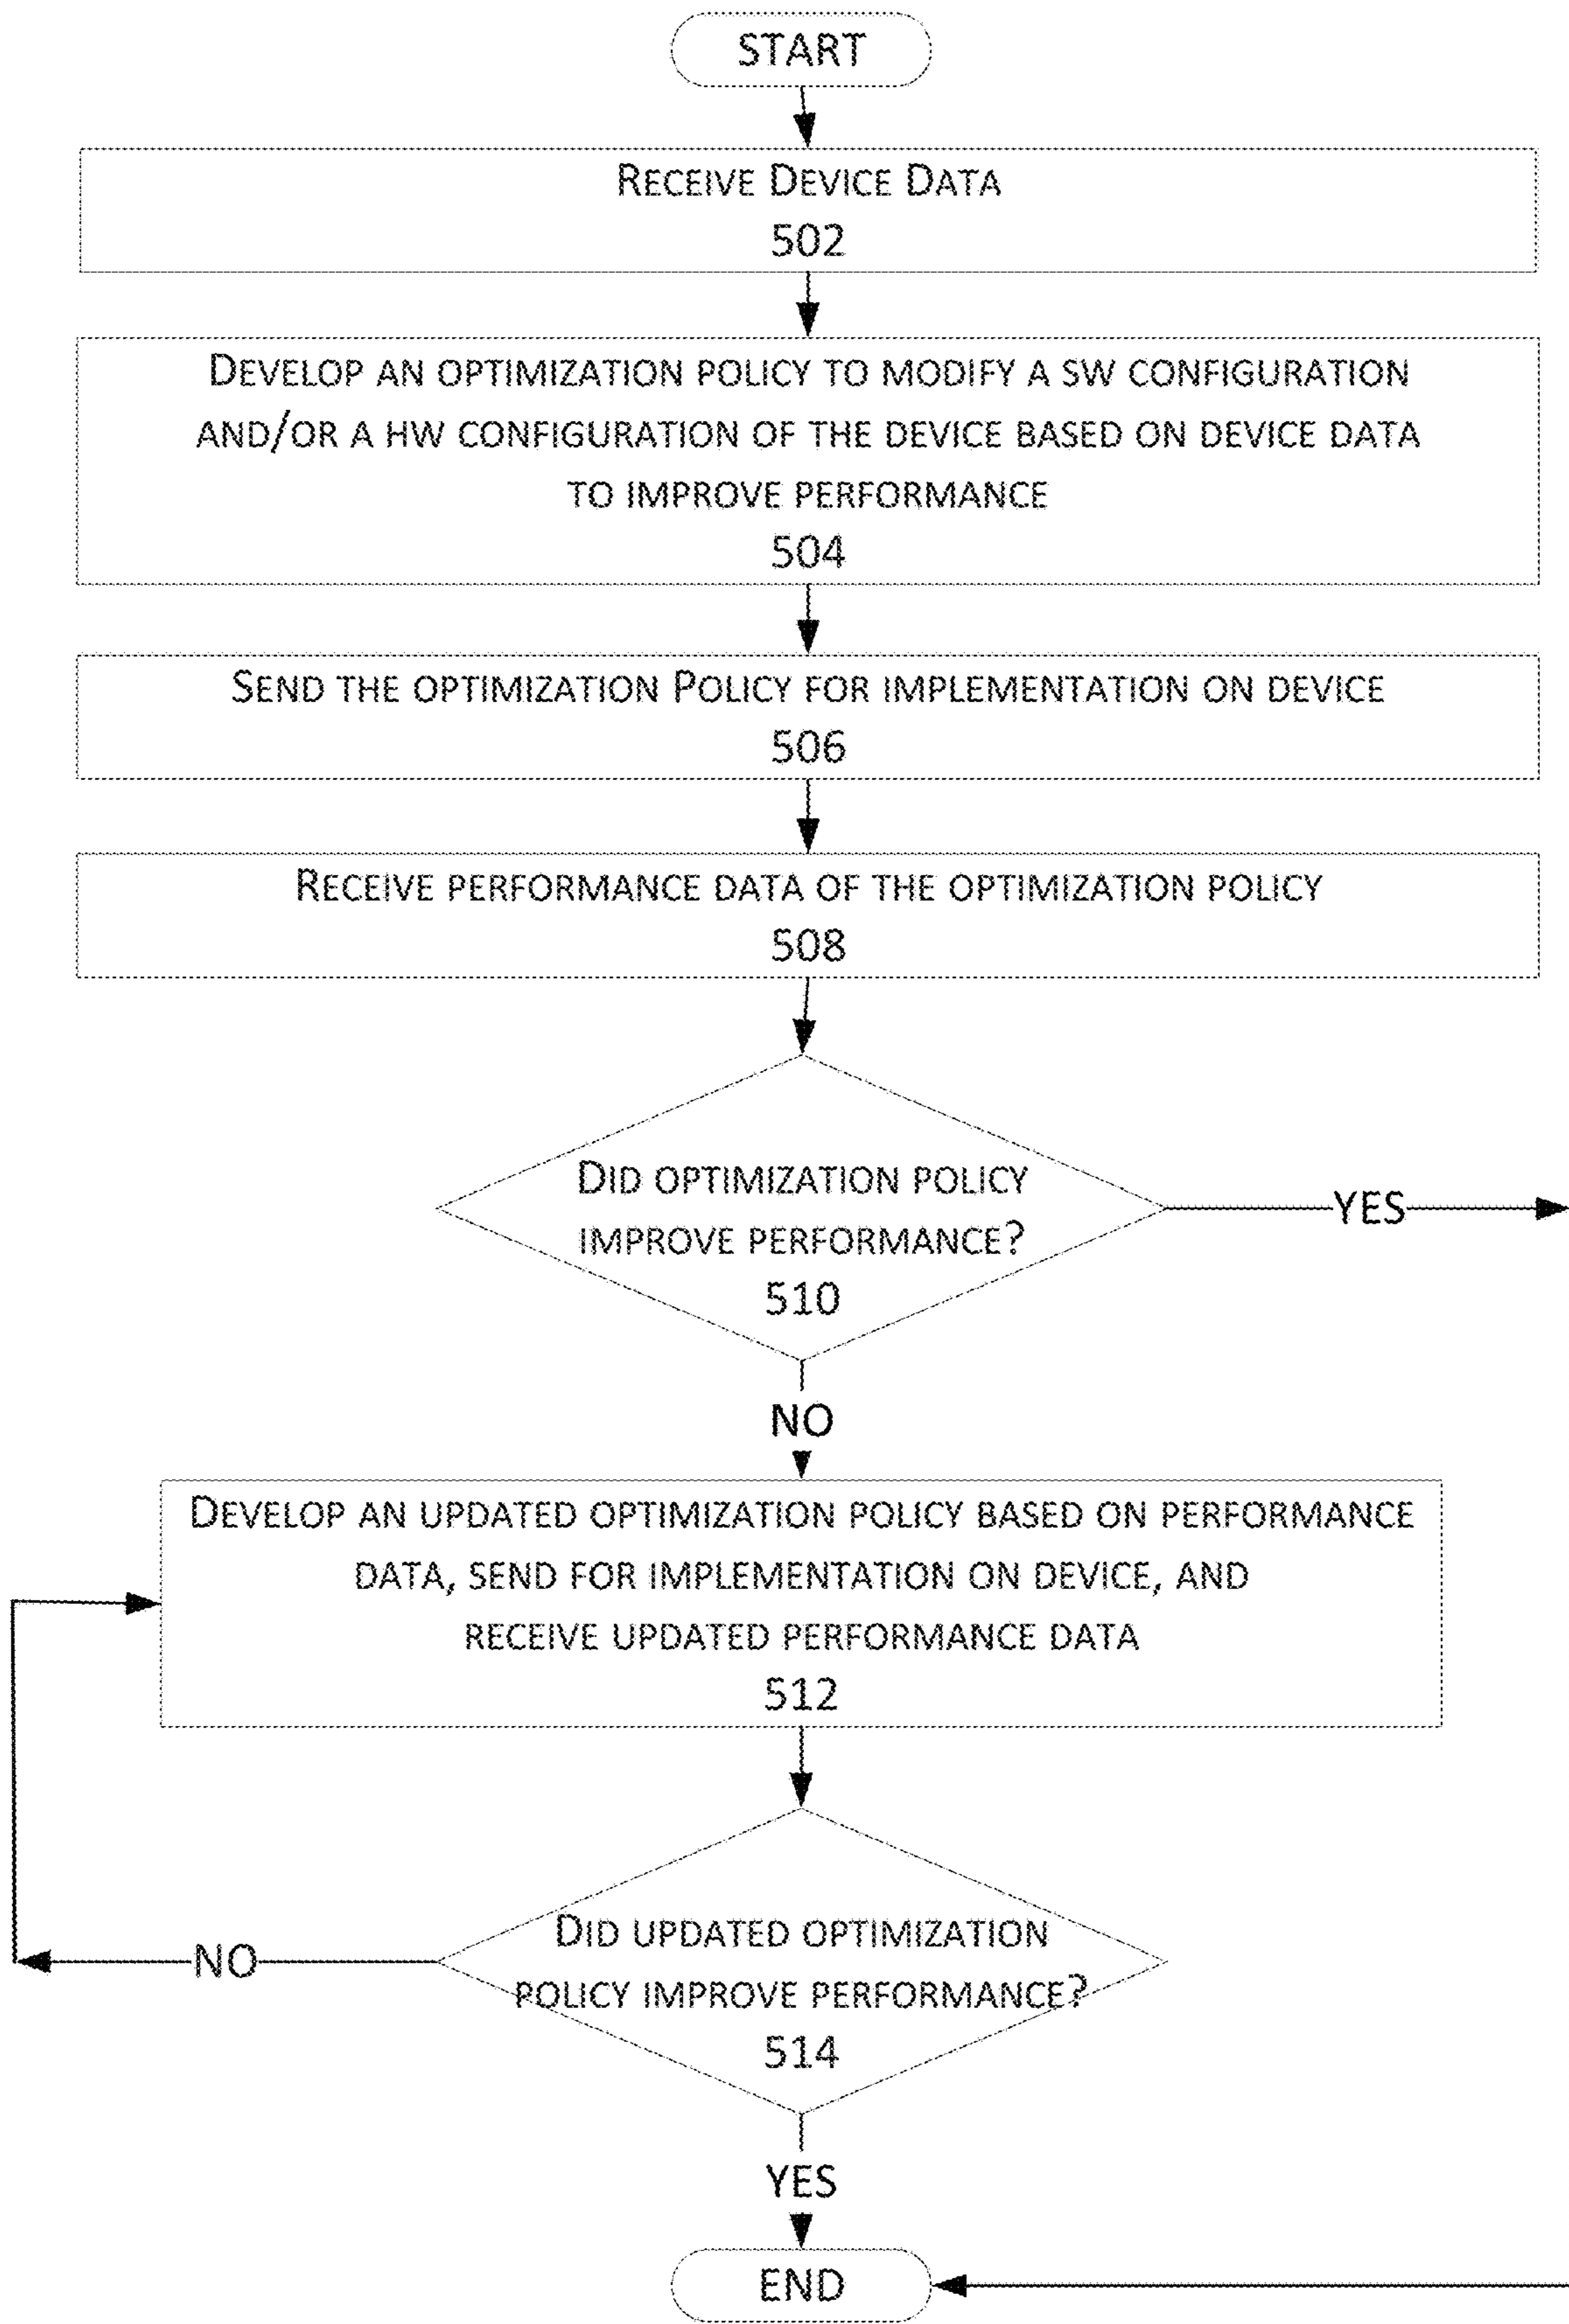 START
RECEIVE DEVICE DATA
502
DEVELOP AN OPTIMIZATION POLICY TO MODIFY A SW CONFIGURATION
AND/OR A HW CONFIGURATION OF THE DEVICE BASED ON DEVICE DATA
TO IMPROVE PERFORMANCE
504
SEND THE OPTIMIZATION POLICY FOR IMPLEMENTATION ON DEVICE
506
RECEIVE PERFORMANCE DATA OF THE OPTIMIZATION POLICY
508
DID OPTIMIZATION POLICY
IMPROVE PERFORMANCE?
510
YES
NO
DEVELOP AN UPDATED OPTIMIZATION POLICY BASED ON PERFORMANCE
DATA, SEND FOR IMPLEMENTATION ON DEVICE, AND
RECEIVE UPDATED PERFORMANCE DATA
512
DID UPDATED OPTIMIZATION
POLICY IMPROVE PERFORMANCE?
514
NO
YES
END